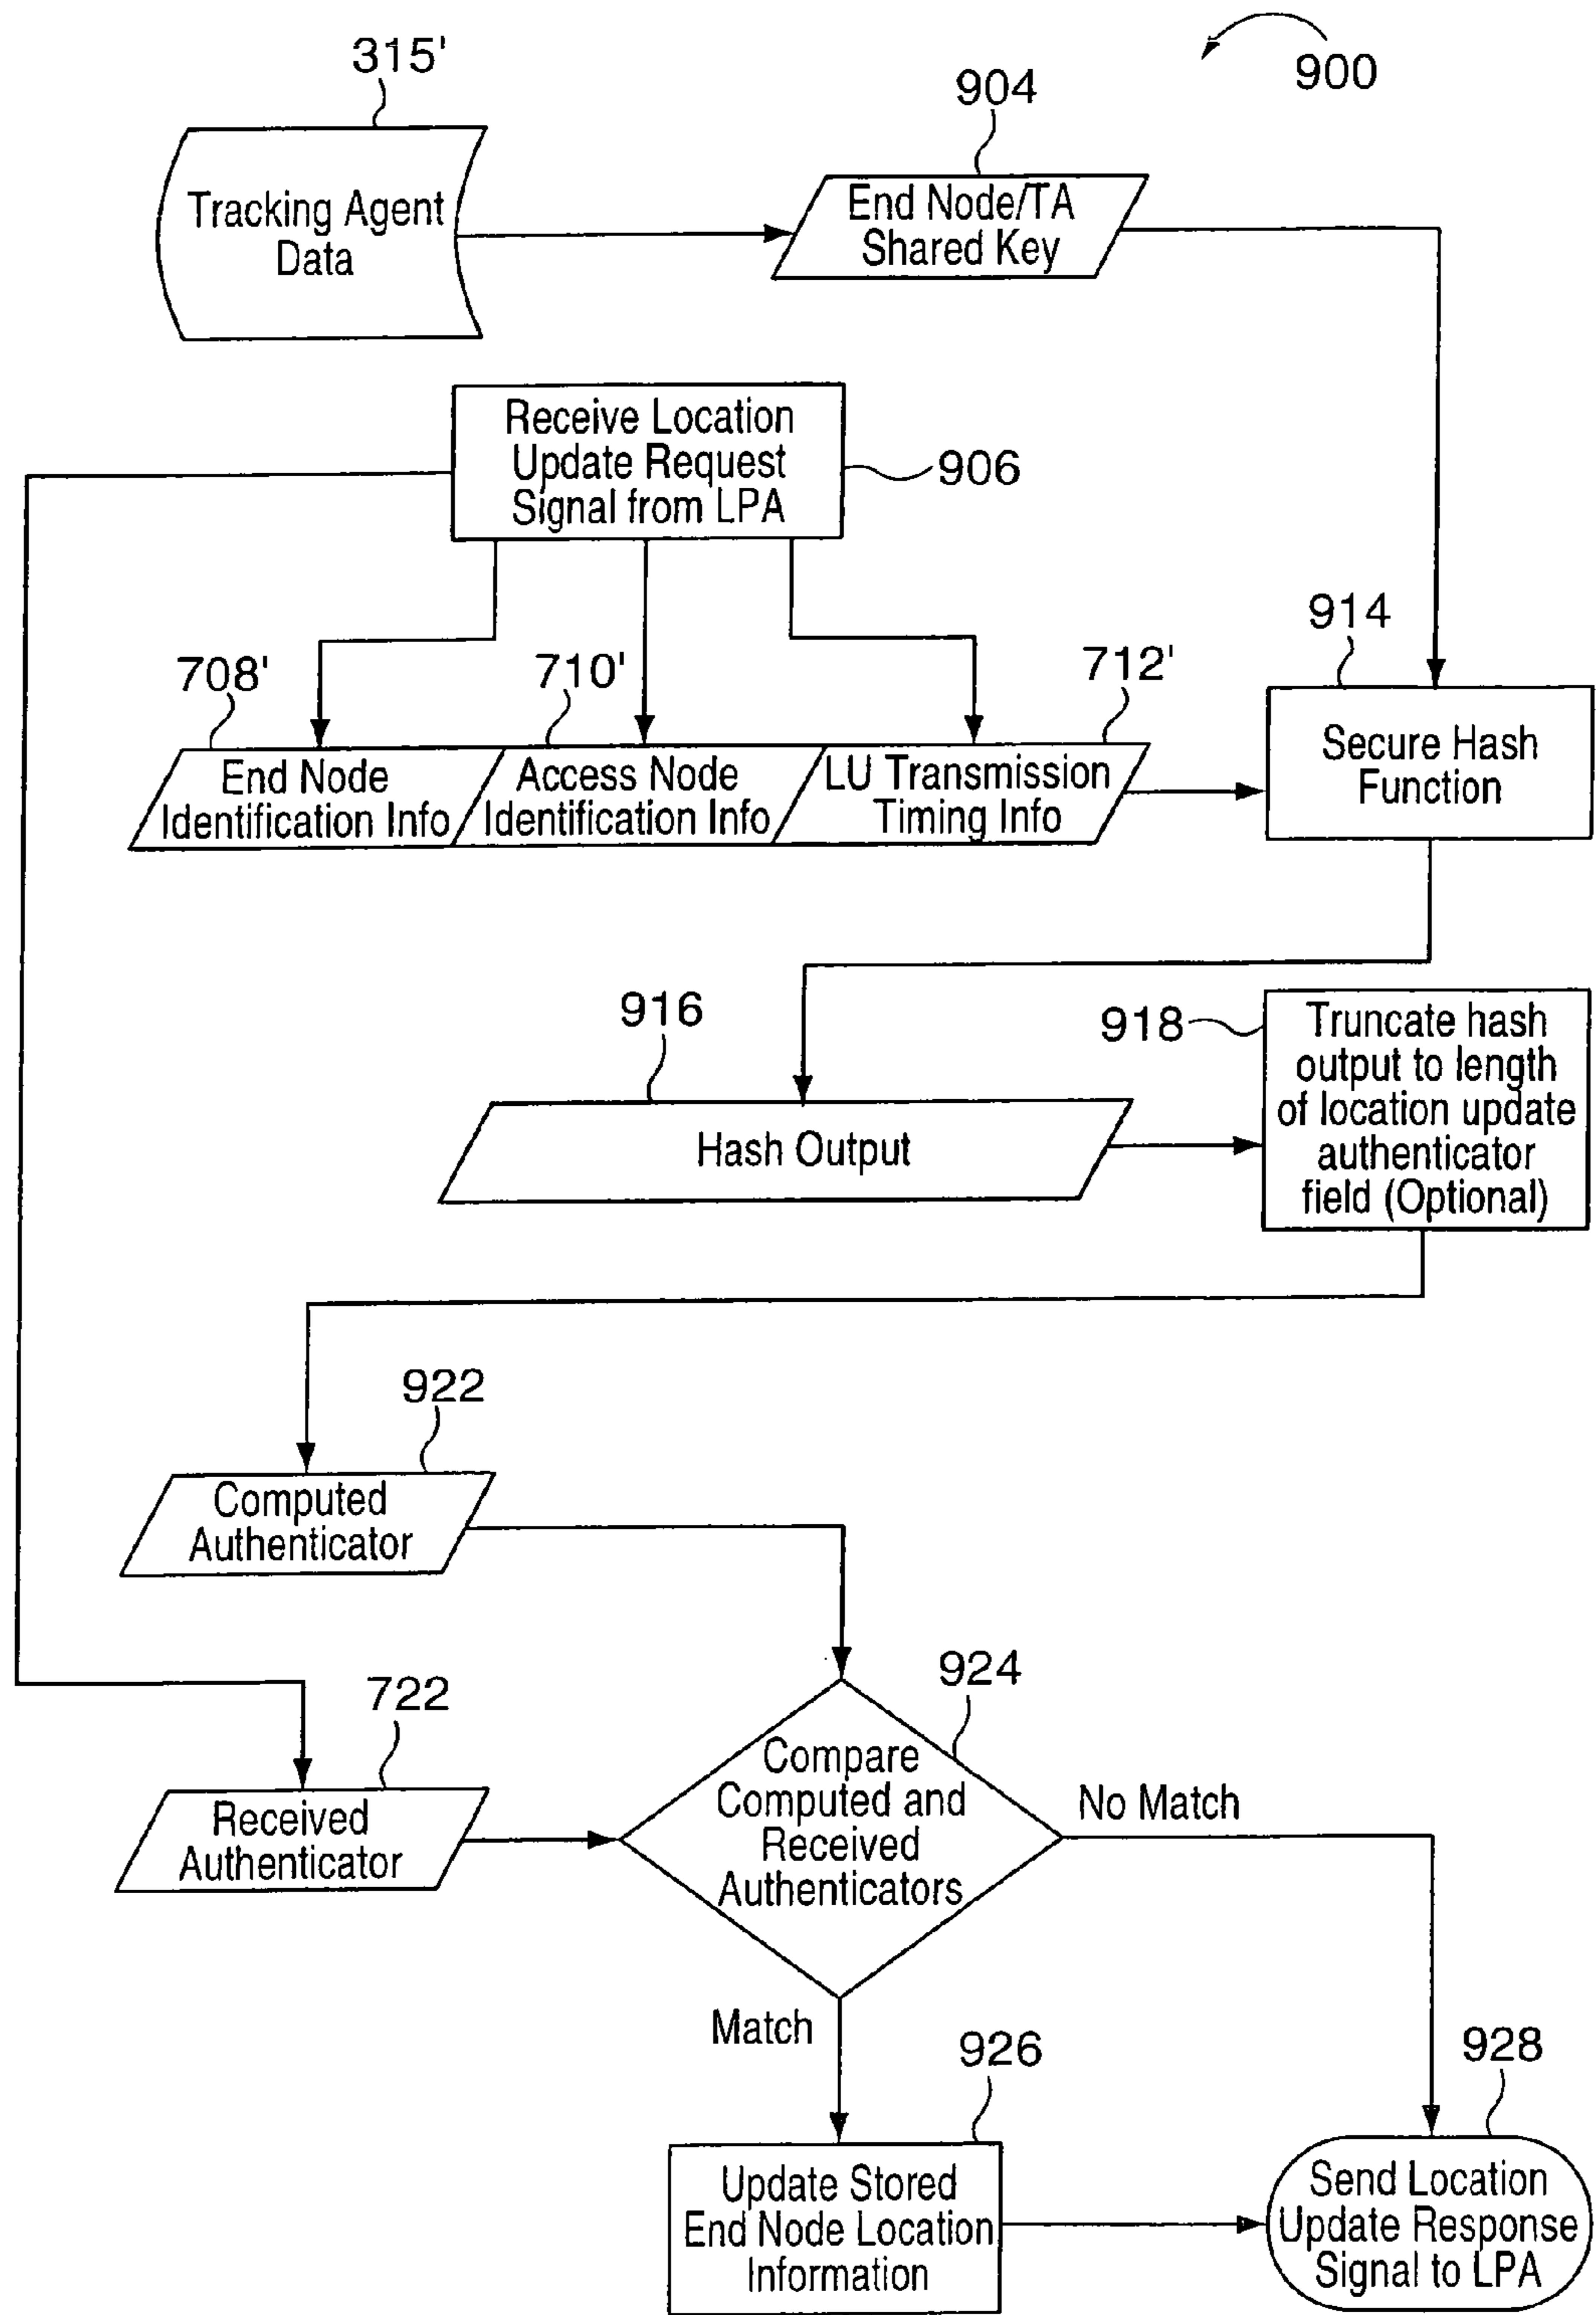 900
315'
904
Tracking Agent
Data
End Node/TA
Shared Key
Receive Location
Update Request
Signal from LPA
906
914
708'
710'
712'
End Node
Identification Info
Access Node
Identification Info
LU Transmission
Timing Info
Secure Hash
Function
916
918
Hash Output
Truncate hash
output to length
of location update
authenticator
field (Optional)
922
Computed
Authenticator
722
Received
Authenticator
924
Compare
Computed and
Received
Authenticators
No Match
Match
926
928
Update Stored
End Node Location
Information
Send Location
Update Response
Signal to LPA